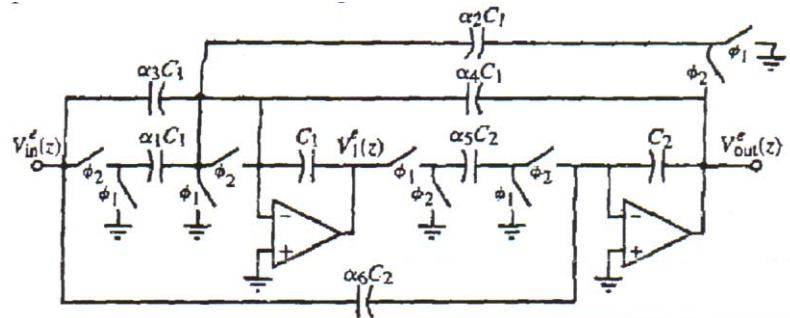 α2C1
ϕ1
ϕ2
α3C1
α4C1
V^e_in(z)
ϕ2
α1C1
ϕ2
C1
V^e_1(z)
ϕ1
α5C2
ϕ2
C2
V^e_out(z)
ϕ1
ϕ1
ϕ2
ϕ1
−
+
−
+
α6C2